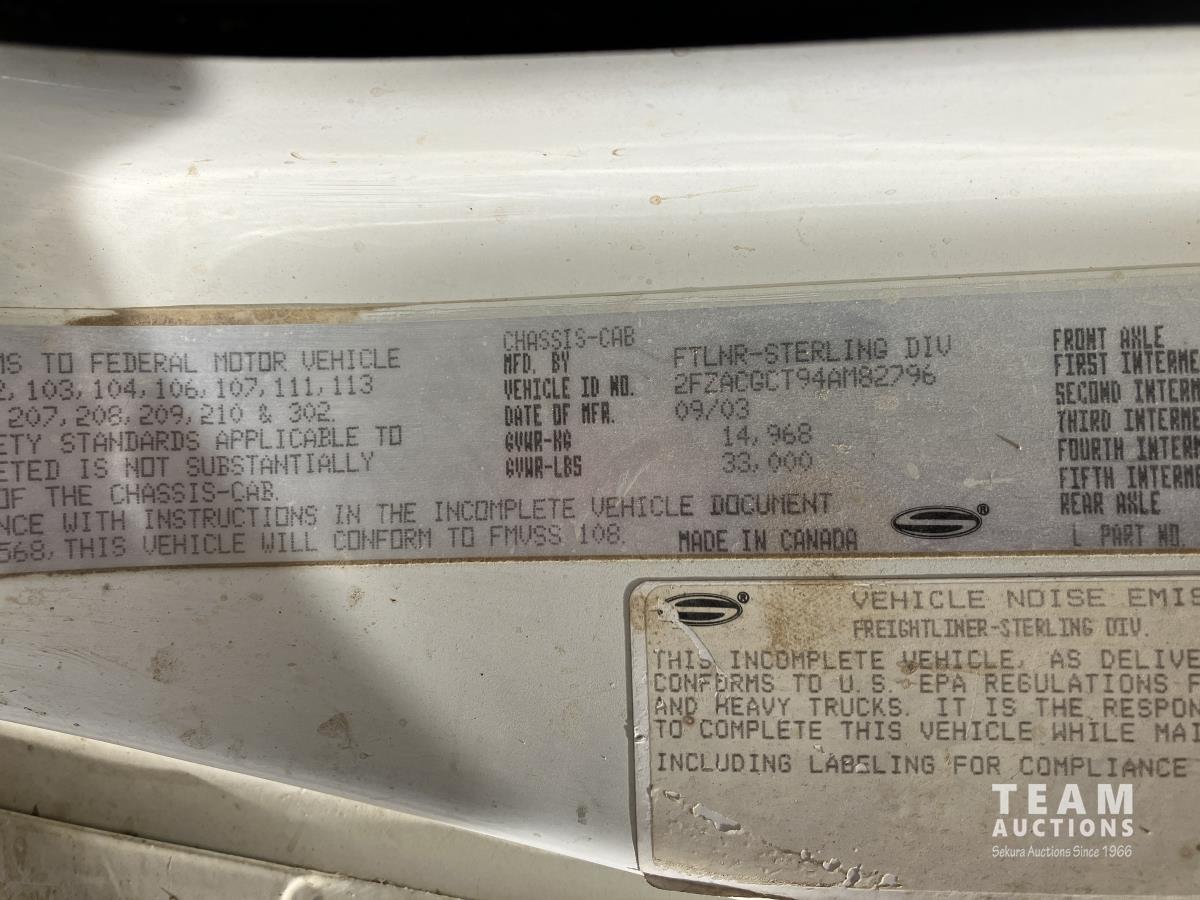 MS TO FEDERAL MOTOR VEHICLE
2, 103, 104, 106, 107, 111, 113
207, 208, 209, 210 & 302
ETY STANDARDS APPLICABLE TO
ETED IS NOT SUBSTANTIALLY
OF THE CHASSIS-CAB.
NCE WITH INSTRUCTIONS IN THE INCOMPLETE VEHICLE DOCUMENT
568, THIS VEHICLE WILL CONFORM TO FMVSS 108.
CHASSIS-CAB
MFD. BY FTLNR-STERLING DIV
VEHICLE ID NO. 2FZACGCT94AM82796
DATE OF MFR. 09/03
GVWR-KG 14,968
GVWR-LBS 33,000
MADE IN CANADA
®
FRONT AXLE
FIRST INTERME
SECOND INTERM
THIRD INTERME
FOURTH INTERM
FIFTH INTERME
REAR AXLE
L PART NO.
®
VEHICLE NOISE EMIS
FREIGHTLINER-STERLING DIV.
THIS INCOMPLETE VEHICLE, AS DELIVE
CONFORMS TO U.S. EPA REGULATIONS F
AND HEAVY TRUCKS. IT IS THE RESPON
TO COMPLETE THIS VEHICLE WHILE MAI
INCLUDING LABELING FOR COMPLIANCE
TEAM
AUCTIONS
Sekura Auctions Since 1966